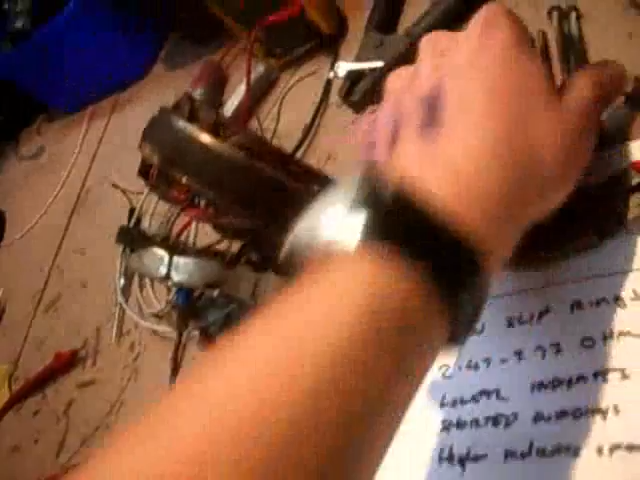 SLIP RINGS
2.47-2.77 OHM
LOWER INDICATES
SHORTED WINDINGS
Higher indicates